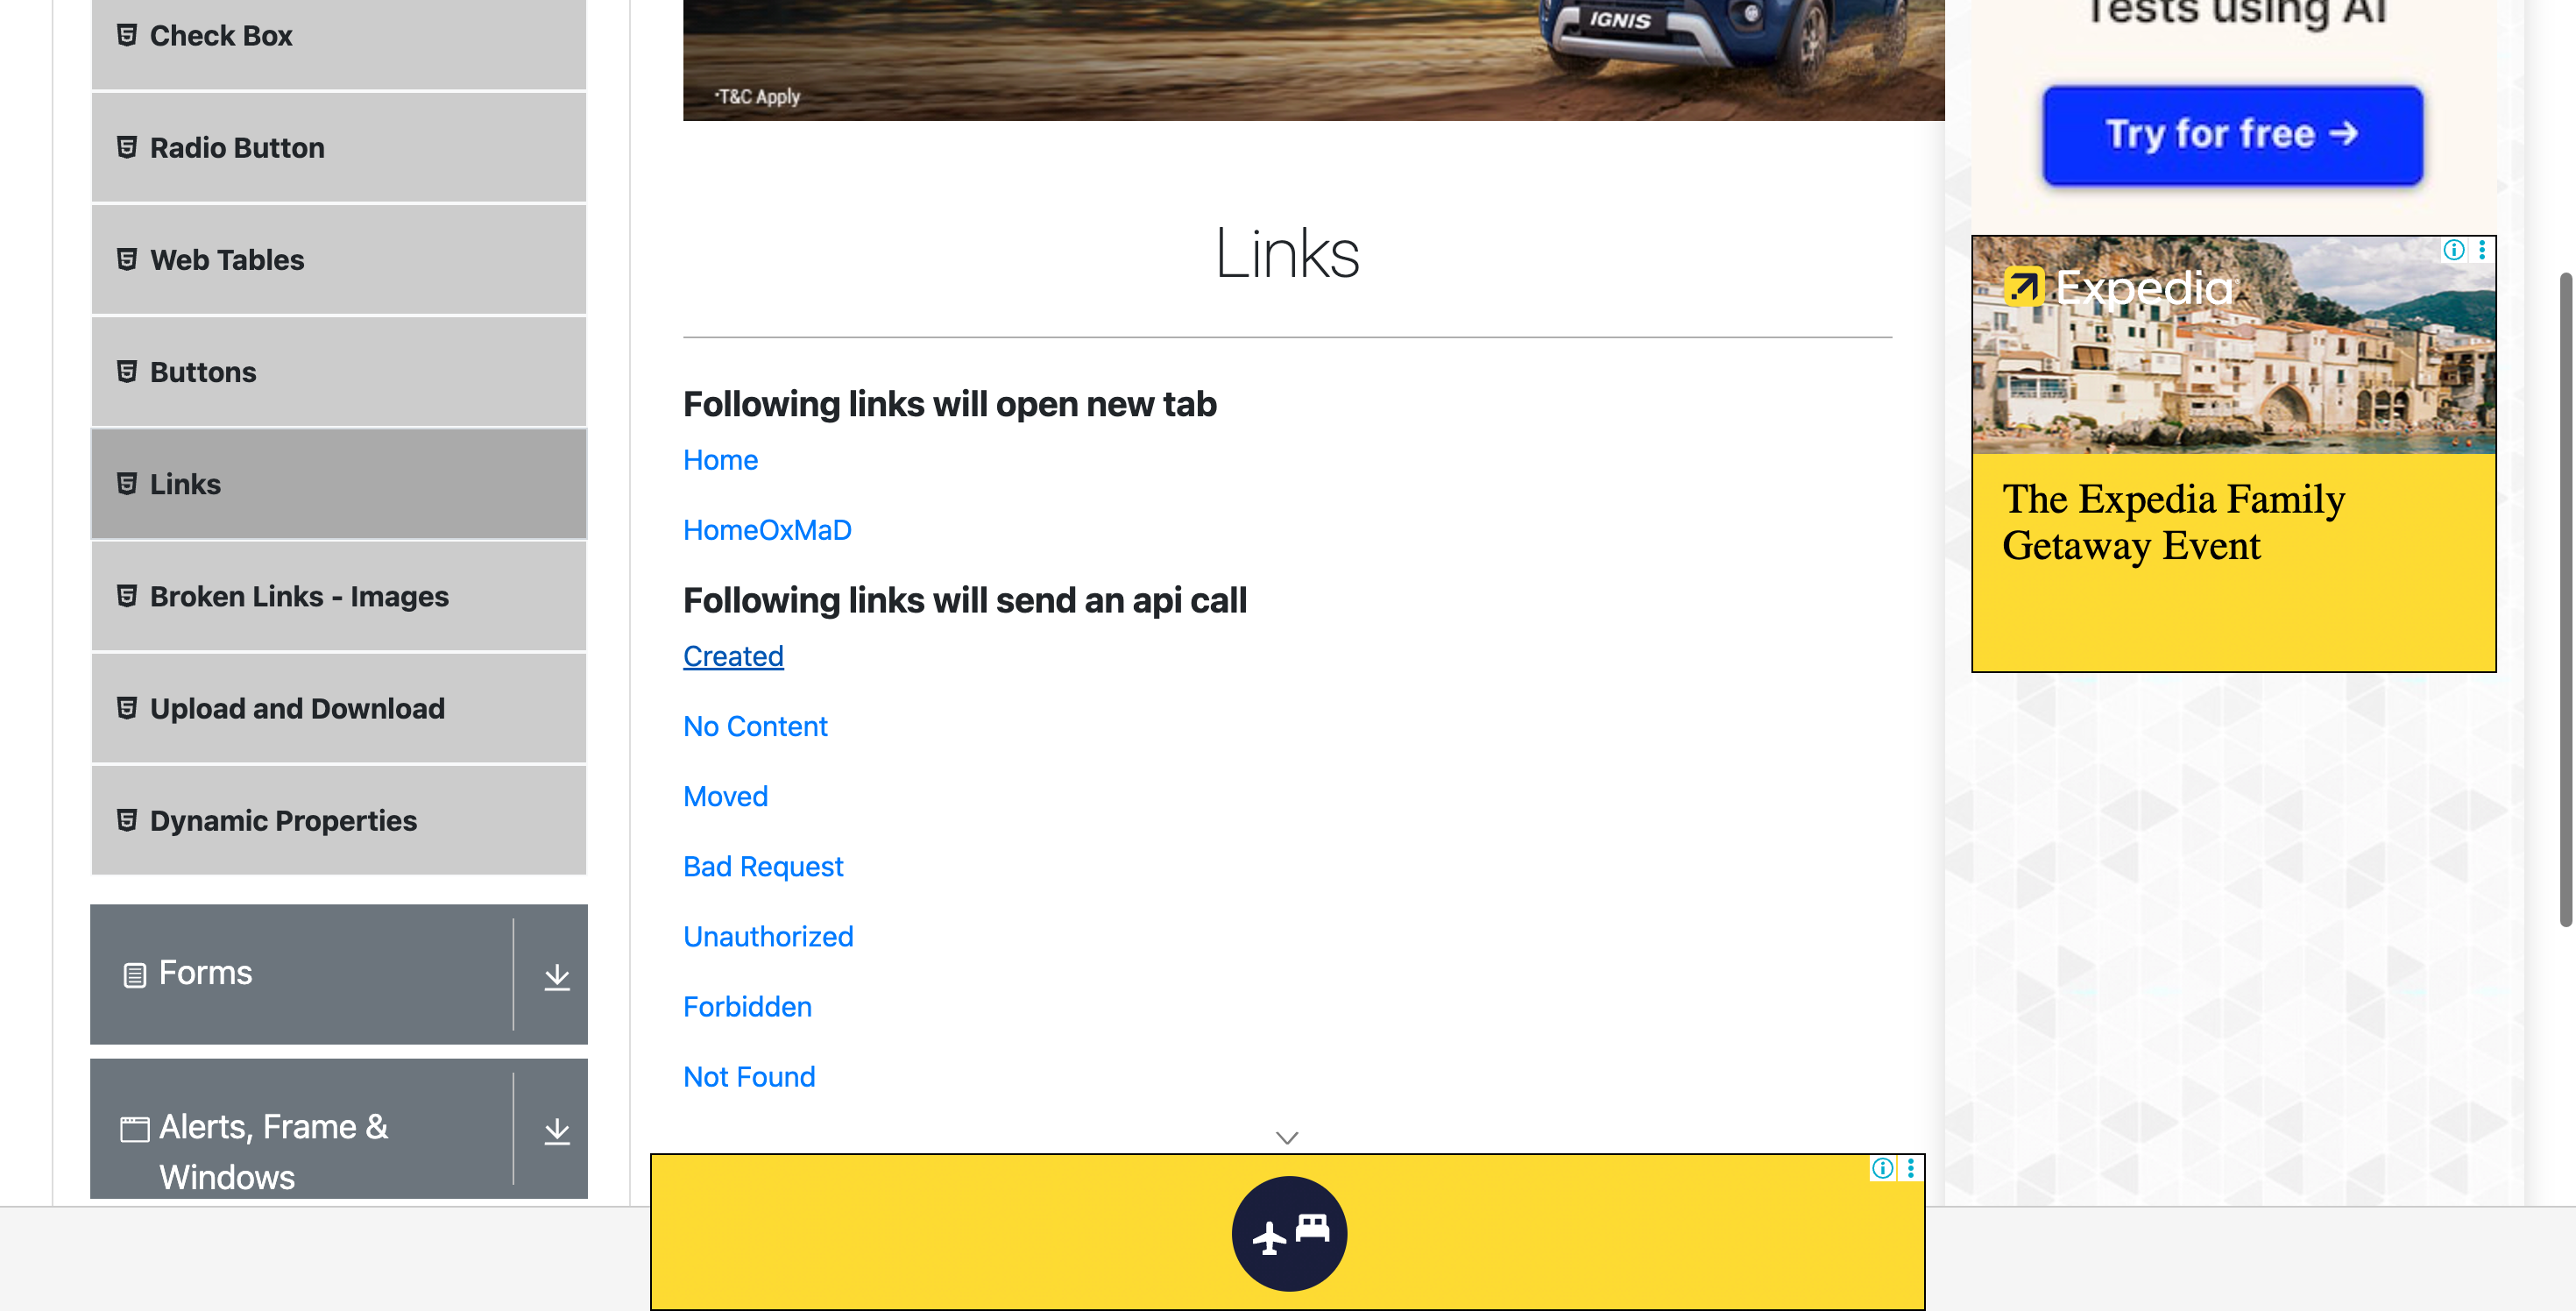 Check Box
Radio Button
Web Tables
Buttons
Links
Broken Links - Images
Upload and Download
Dynamic Properties
Forms
Alerts, Frame &
Windows
IGNIS
*T&C Apply
Links
Following links will open new tab
Home
HomeOxMaD
Following links will send an api call
Created
No Content
Moved
Bad Request
Unauthorized
Forbidden
Not Found
Tests using AI
Try for free →
Expedia
The Expedia Family
Getaway Event